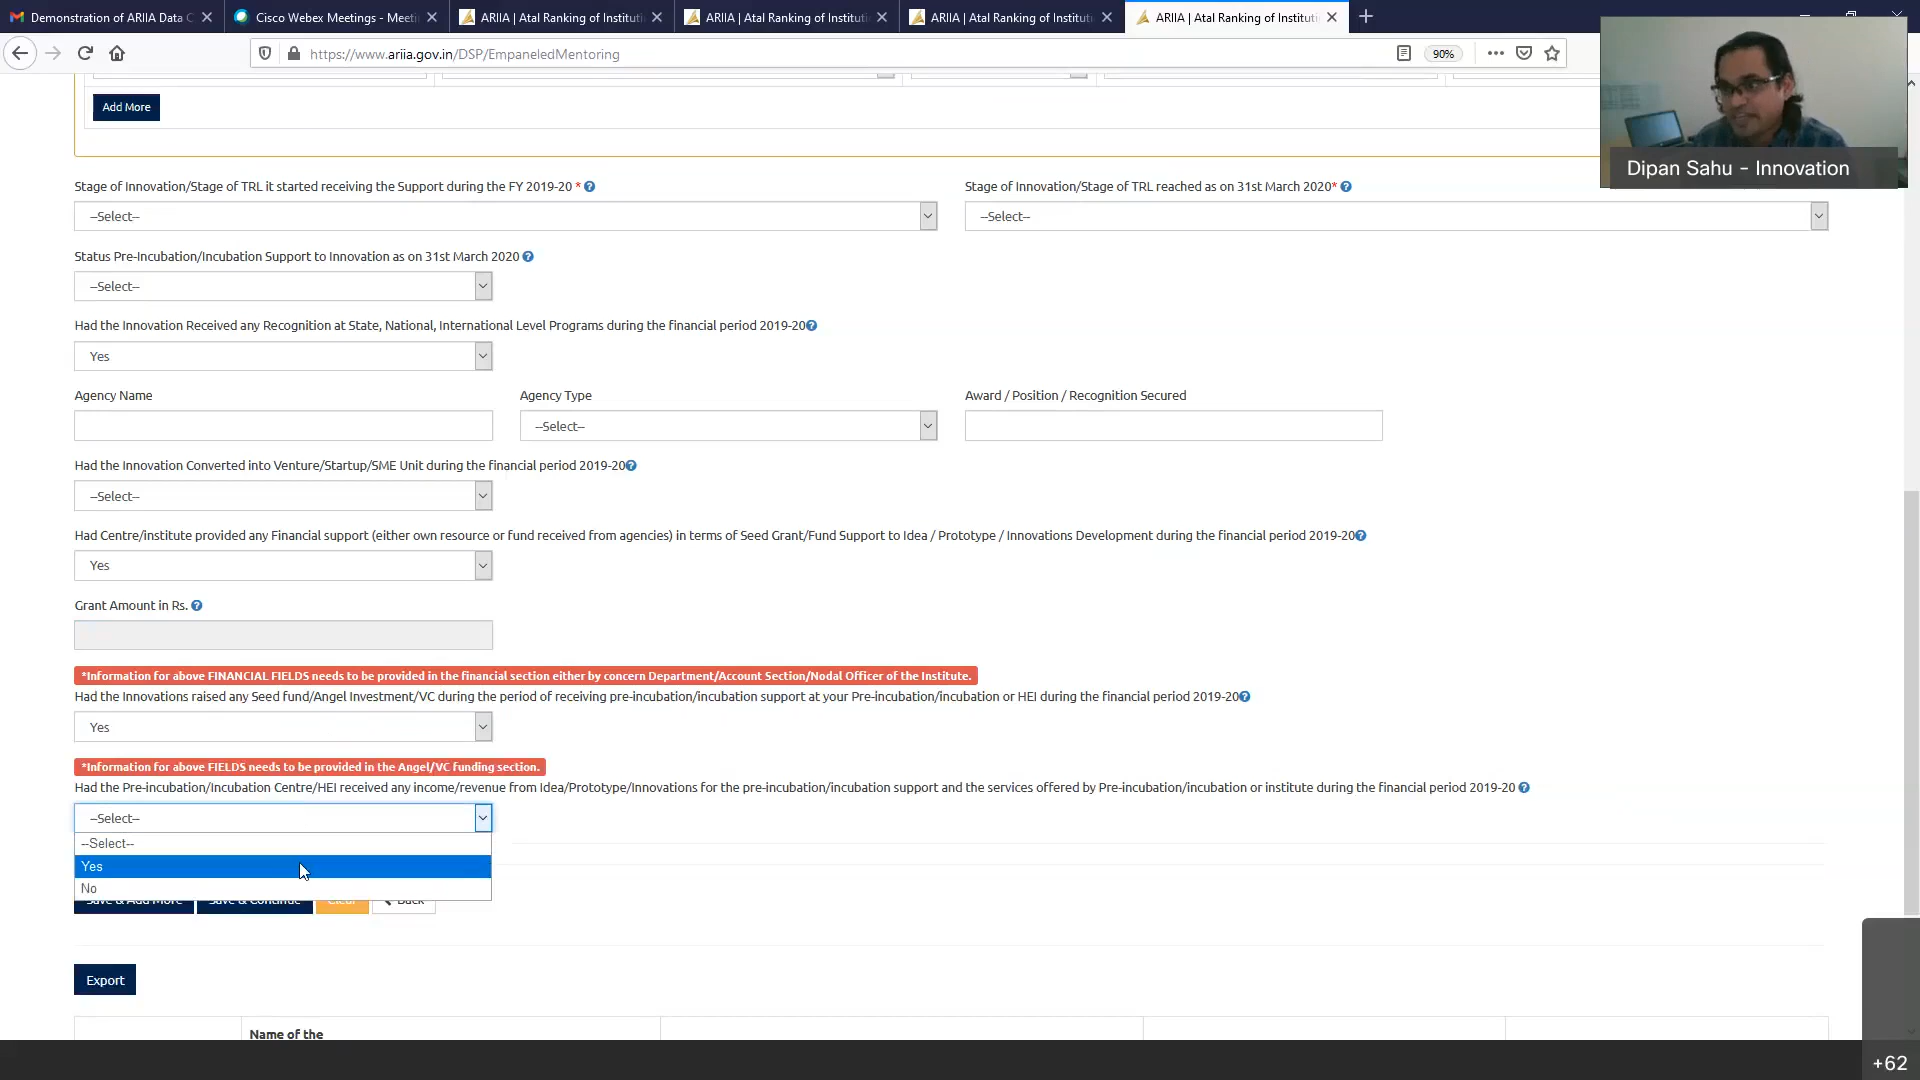 Demonstration of ARIIA Data C
Cisco Webex Meetings - Meeti
ARIIA | Atal Ranking of Instituti
ARIIA | Atal Ranking of Instituti
ARIIA | Atal Ranking of Instituti
ARIIA | Atal Ranking of Instituti
https://www.ariia.gov.in/DSP/EmpaneledMentoring
90%
Add More
Dipan Sahu - Innovation
Stage of Innovation/Stage of TRL it started receiving the Support during the FY 2019-20 *
Stage of Innovation/Stage of TRL reached as on 31st March 2020*
--Select--
--Select--
Status Pre-Incubation/Incubation Support to Innovation as on 31st March 2020
--Select--
Had the Innovation Received any Recognition at State, National, International Level Programs during the financial period 2019-20
Yes
Agency Name
Agency Type
Award / Position / Recognition Secured
--Select--
Had the Innovation Converted into Venture/Startup/SME Unit during the financial period 2019-20
--Select--
Had Centre/institute provided any Financial support (either own resource or fund received from agencies) in terms of Seed Grant/Fund Support to Idea / Prototype / Innovations Development during the financial period 2019-20
Yes
Grant Amount in Rs.
*Information for above FINANCIAL FIELDS needs to be provided in the financial section either by concern Department/Account Section/Nodal Officer of the Institute.
Had the Innovations raised any Seed fund/Angel Investment/VC during the period of receiving pre-incubation/incubation support at your Pre-incubation/incubation or HEI during the financial period 2019-20
Yes
*Information for above FIELDS needs to be provided in the Angel/VC funding section.
Had the Pre-incubation/Incubation Centre/HEI received any income/revenue from Idea/Prototype/Innovations for the pre-incubation/incubation support and the services offered by Pre-incubation/incubation or institute during the financial period 2019-20
--Select--
--Select--
Yes
No
Save & Add More
Save & Continue
Clear
Back
Export
Name of the
+62